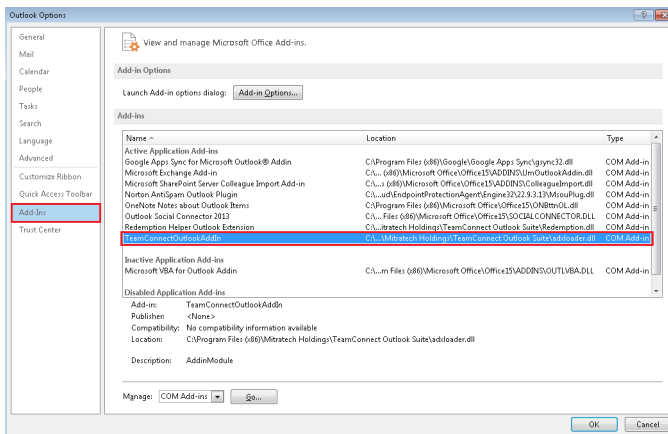 Outlook Options
General
Mail
Calendar
People
Tasks
Search
Language
Advanced
Customize Ribbon
Quick Access Toolbar
Add-Ins
Trust Center
View and manage Microsoft Office Add-ins.
Add-in Options
Launch Add-in options dialog: Add-in Options...
Add-ins
Name Location Type
Active Application Add-ins
Google Apps Sync for Microsoft Outlook® Addin C:\Program Files (x86)\Google\Google Apps Sync\gsync32.dll COM Add-in
Microsoft Exchange Add-in C:\... (x86)\Microsoft Office\Office15\ADDINS\UmOutlookAddin.dll COM Add-in
Microsoft SharePoint Server Colleague Import Add-in C:\...s (x86)\Microsoft Office\Office15\ADDINS\ColleagueImport.dll COM Add-in
Norton AntiSpam Outlook Plugin C:\...ud\EndpointProtectionAgent\Engine32\22.9.3.13\MsouPlug.dll COM Add-in
OneNote Notes about Outlook Items C:\Program Files (x86)\Microsoft Office\Office15\ONBttnOL.dll COM Add-in
Outlook Social Connector 2013 C:\... Files (x86)\Microsoft Office\Office15\SOCIALCONNECTOR.DLL COM Add-in
Redemption Helper Outlook Extension C:\...itratech Holdings\TeamConnect Outlook Suite\Redemption.dll COM Add-in
TeamConnectOutlookAddIn C:\...\Mitratech Holdings\TeamConnect Outlook Suite\adxloader.dll COM Add-in
Inactive Application Add-ins
Microsoft VBA for Outlook Addin C:\...m Files (x86)\Microsoft Office\Office15\ADDINS\OUTLVBA.DLL COM Add-in
Disabled Application Add-ins
Add-in: TeamConnectOutlookAddIn
Publisher: <None>
Compatibility: No compatibility information available
Location: C:\Program Files (x86)\Mitratech Holdings\TeamConnect Outlook Suite\adxloader.dll
Description: AddinModule
Manage: COM Add-ins Go...
OK Cancel